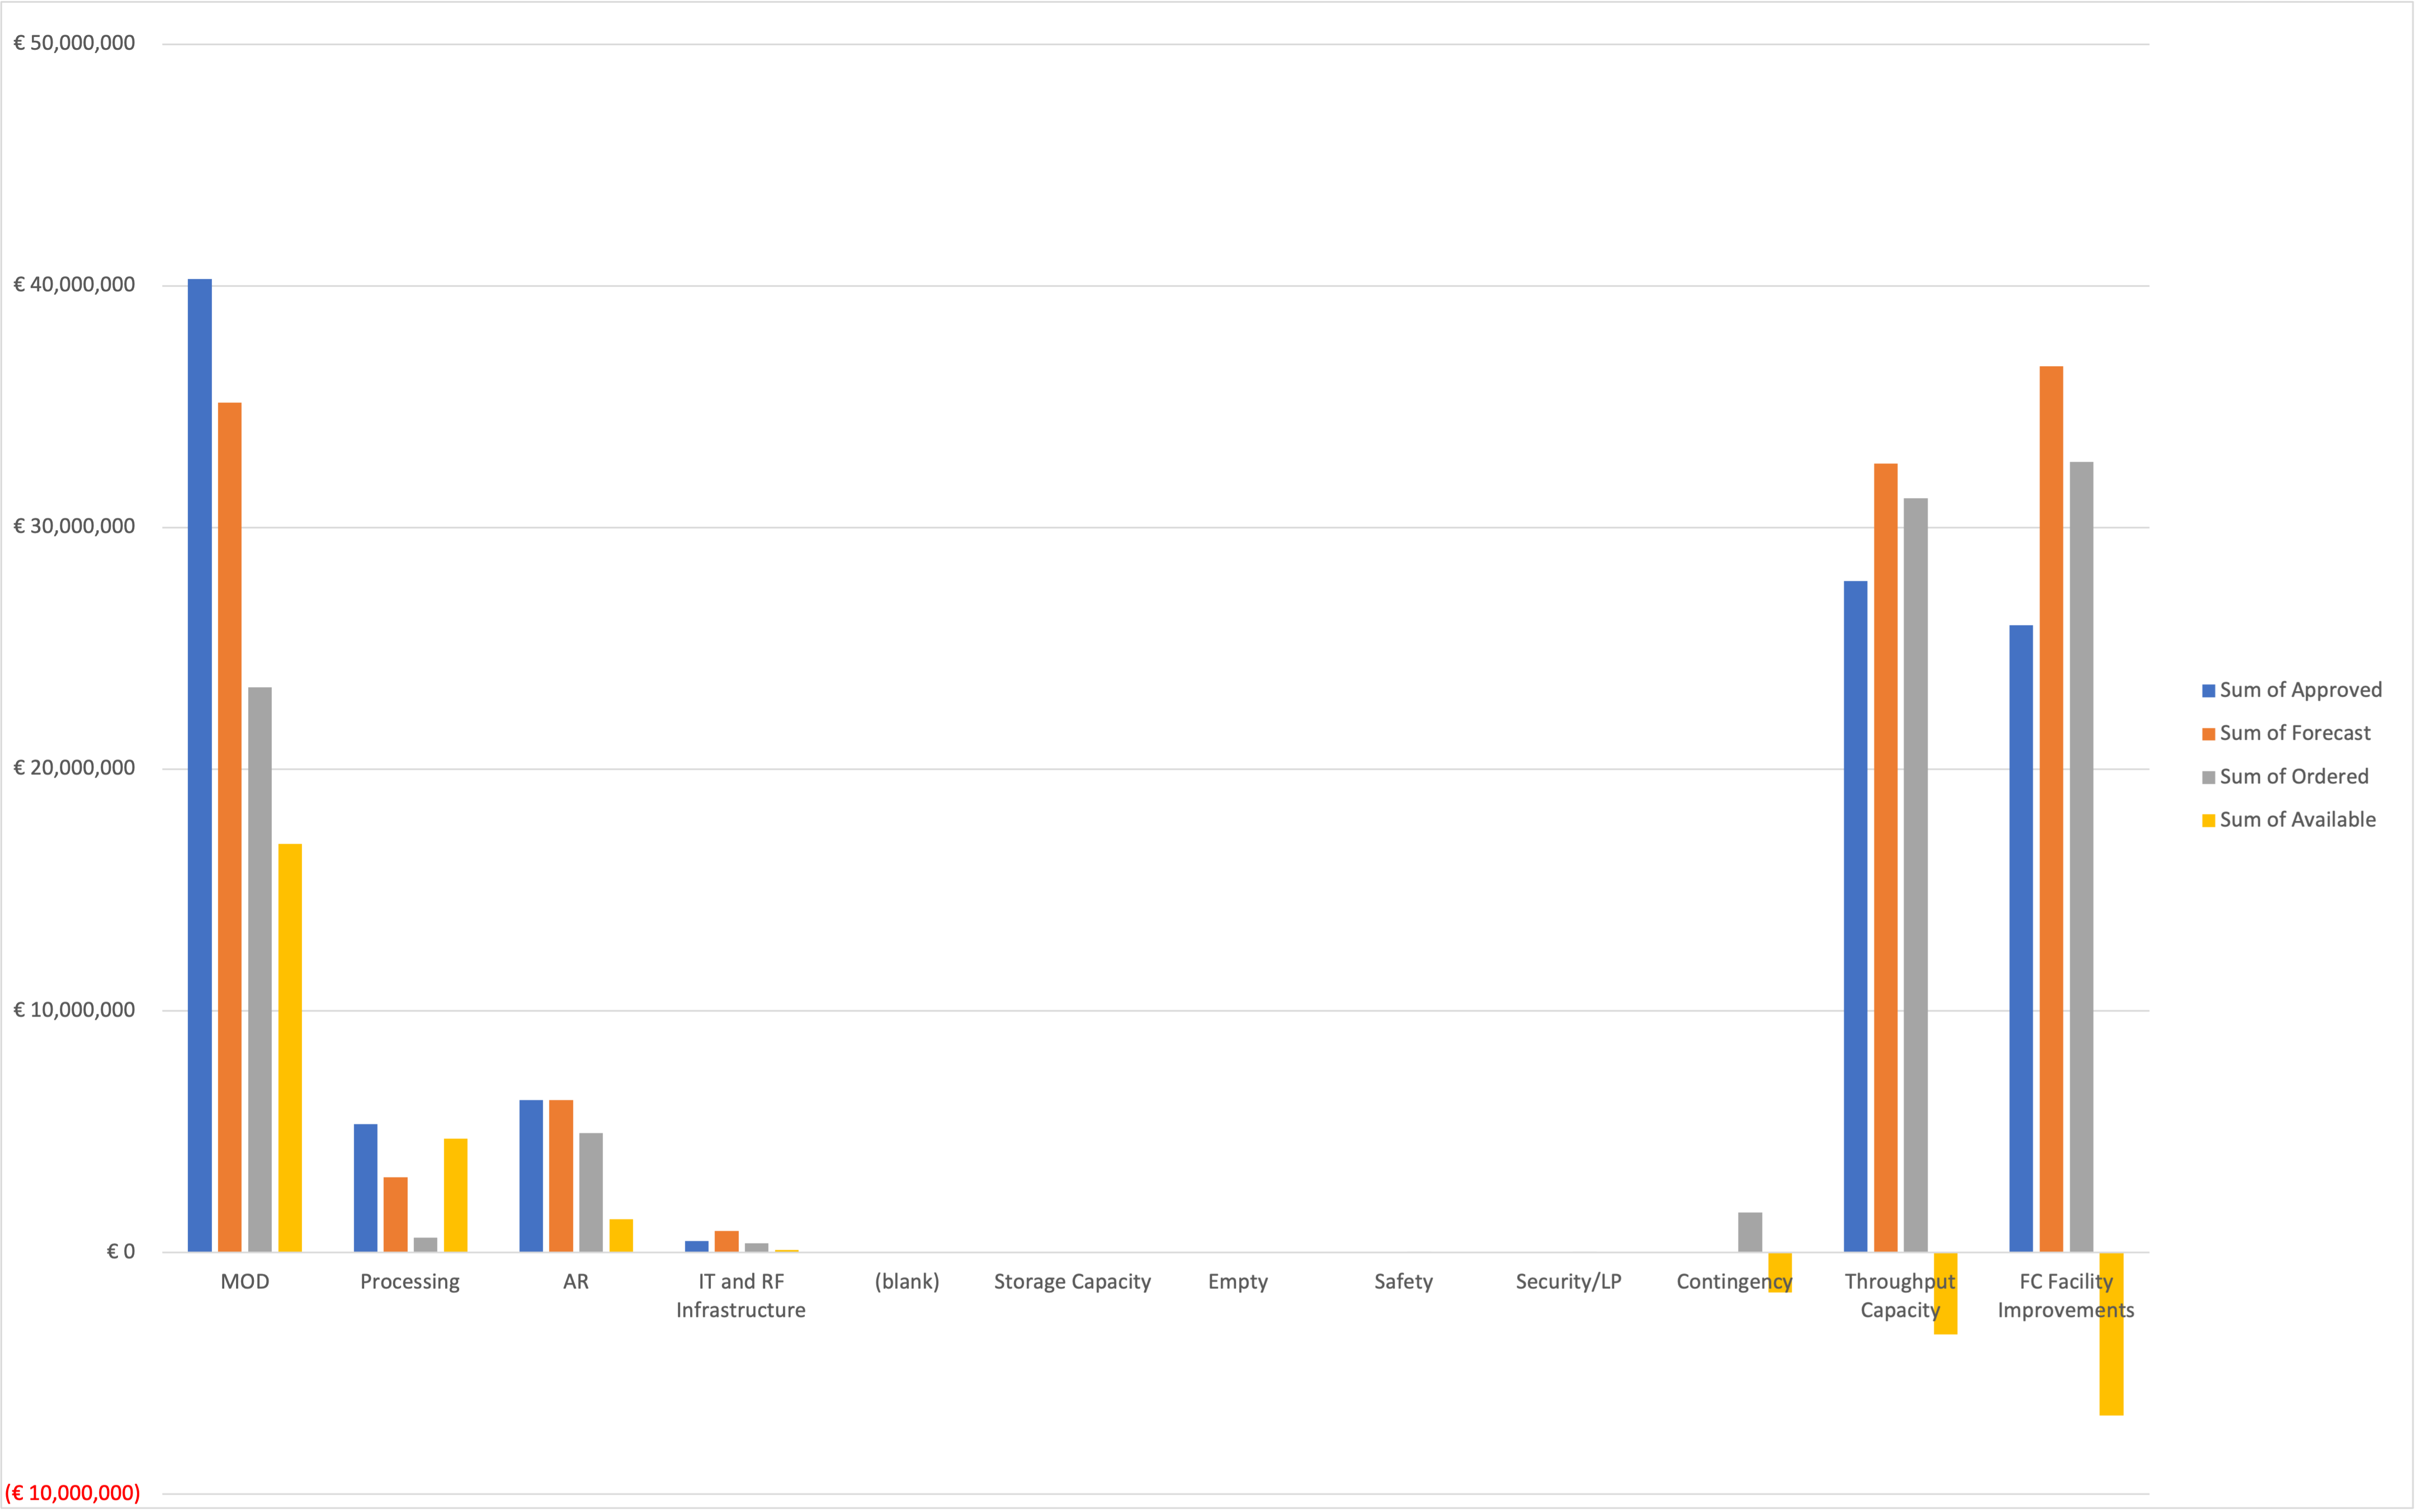 € 50,000,000
€ 40,000,000
€ 30,000,000
€ 20,000,000
€ 10,000,000
€ 0
(€ 10,000,000)
MOD
Processing
AR
IT and RF
Infrastructure
(blank)
Storage Capacity
Empty
Safety
Security/LP
Contingency
Throughput
Capacity
FC Facility
Improvements
Sum of Approved
Sum of Forecast
Sum of Ordered
Sum of Available